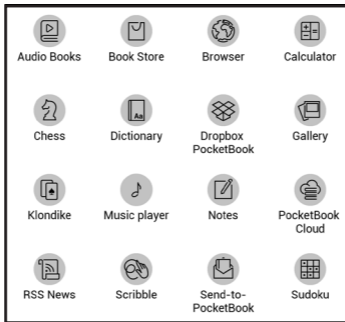 Audio Books Book Store Browser Calculator
Chess Dictionary Dropbox PocketBook Gallery
Klondike Music player Notes PocketBook Cloud
RSS News Scribble Send-to-PocketBook Sudoku